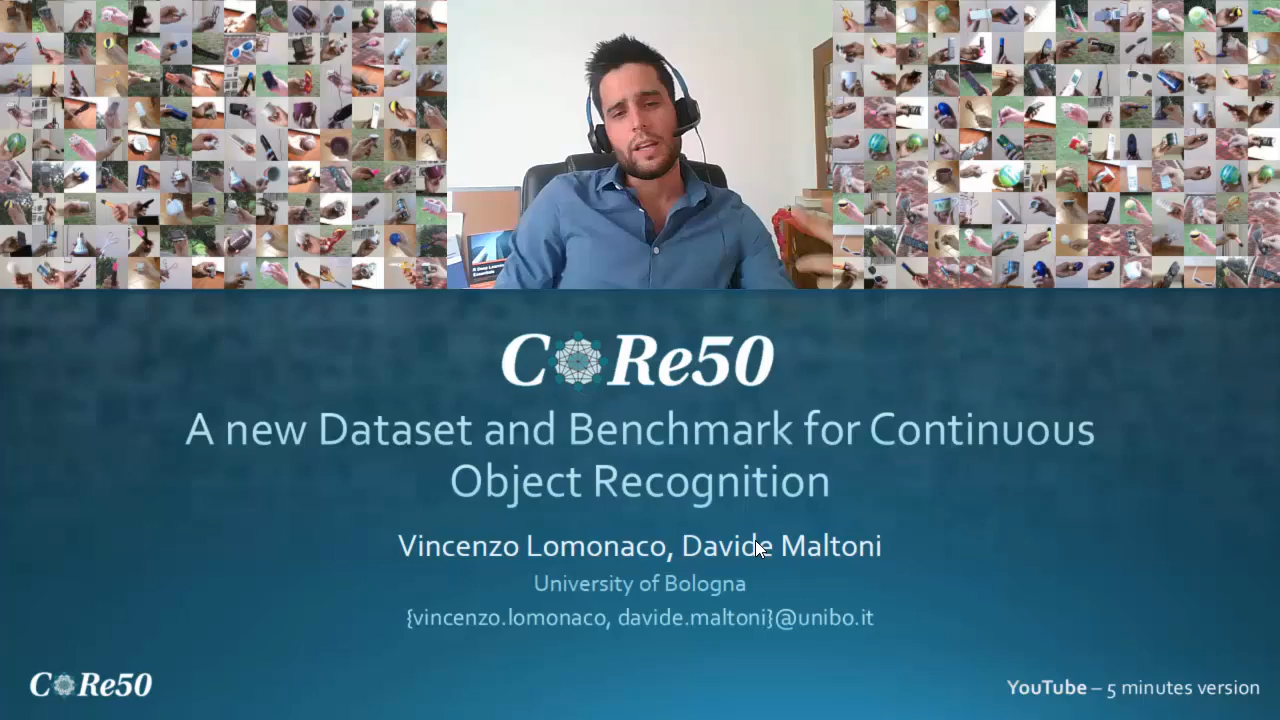 CORe50
A new Dataset and Benchmark for Continuous
Object Recognition
Vincenzo Lomonaco, Davide Maltoni
University of Bologna
{vincenzo.lomonaco, davide.maltoni}@unibo.it
CORe50
YouTube – 5 minutes version